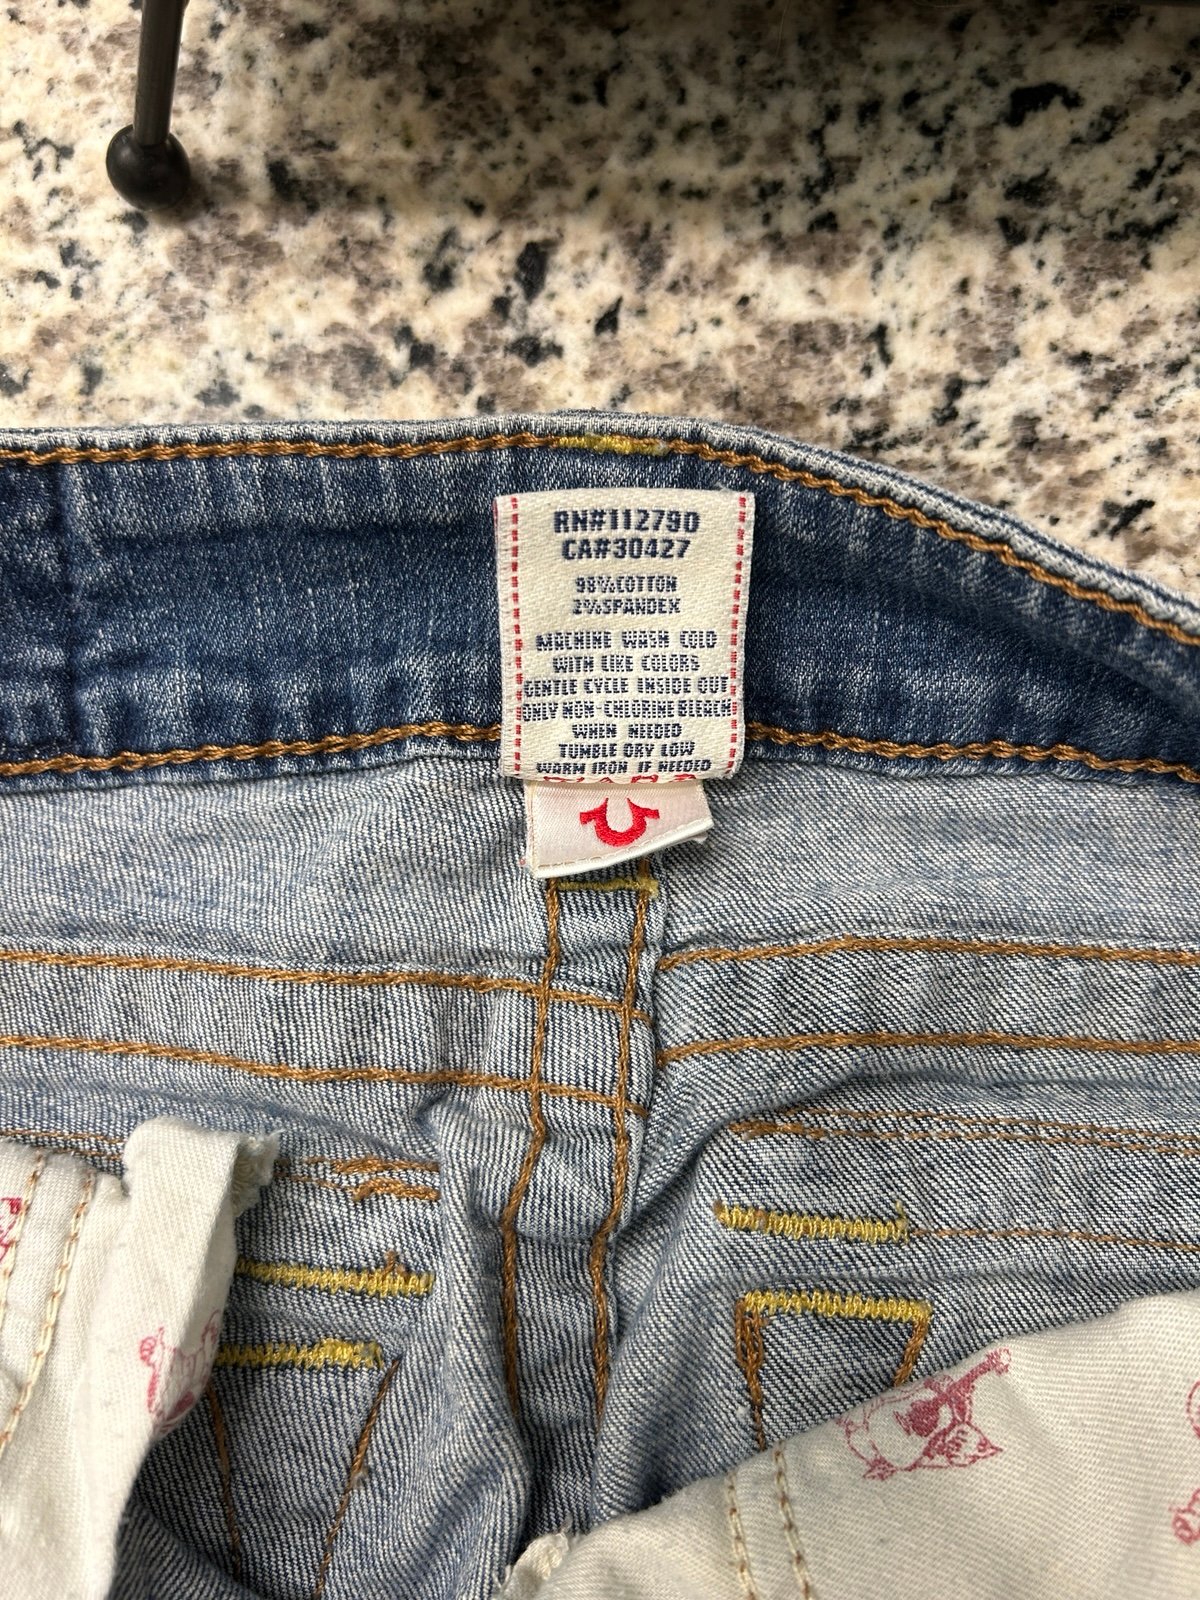 RN#112790
CA#30427
98%COTTON
2%SPANDEX
MACHINE WASH COLD
WITH LIKE COLORS
GENTLE CYCLE INSIDE OUT
ONLY NON-CHLORINE BLEACH
WHEN NEEDED
TUMBLE DRY LOW
WARM IRON IF NEEDED